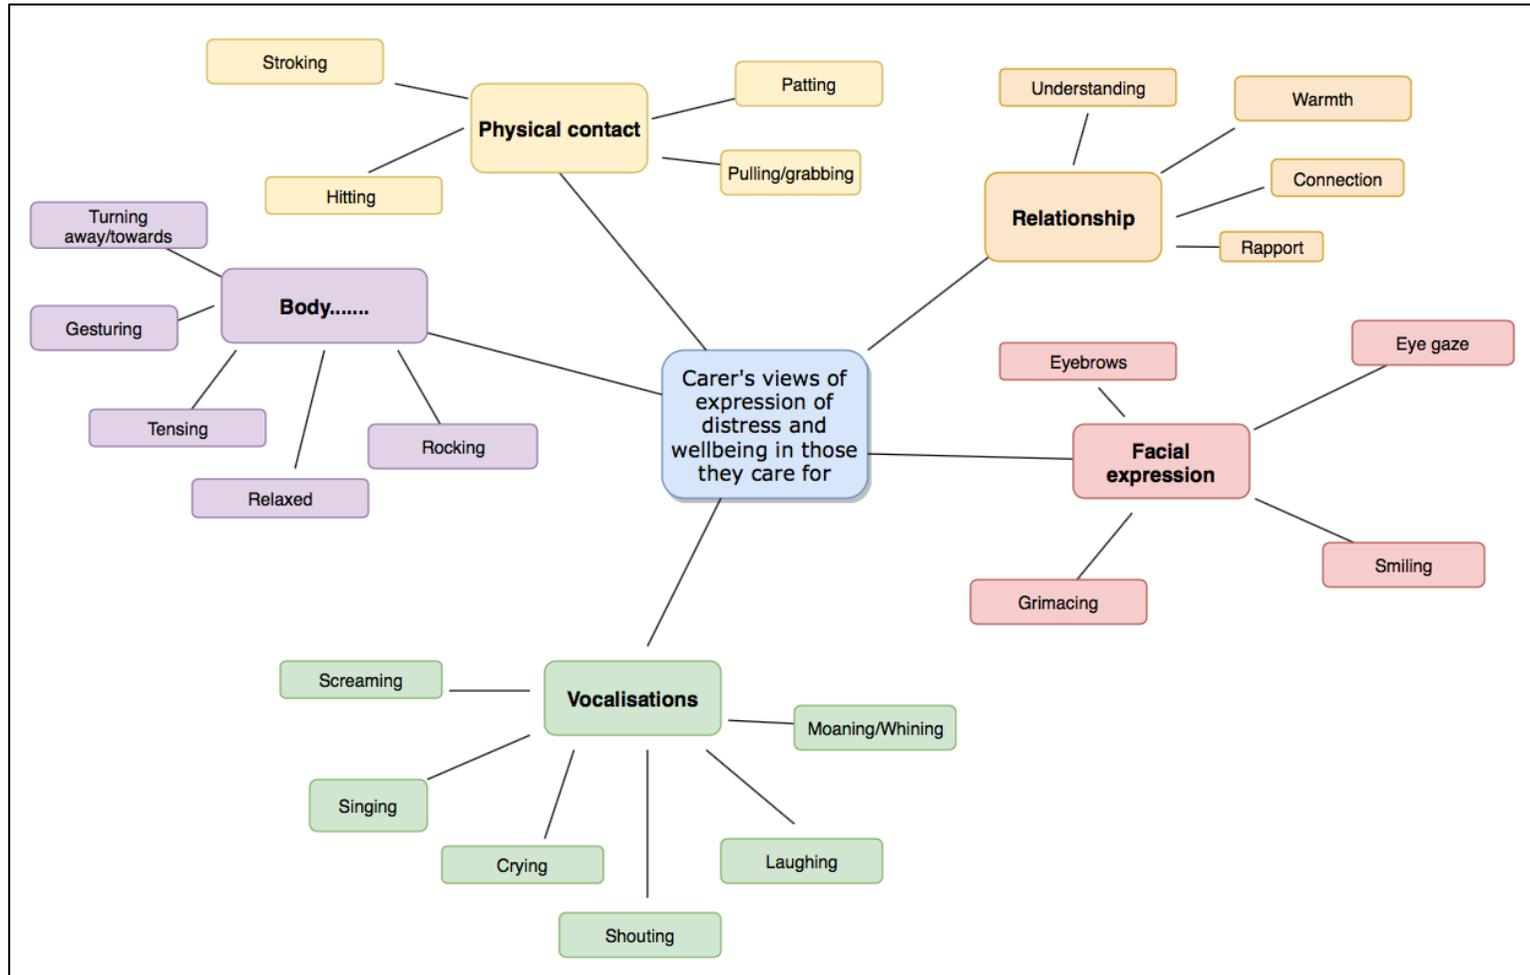 Stroking
Patting
Physical contact
Pulling/grabbing
Hitting
Understanding
Warmth
Connection
Relationship
Rapport
Turning
away/towards
Body.......
Gesturing
Tensing
Rocking
Relaxed
Carer's views of
expression of
distress and
wellbeing in those
they care for
Eyebrows
Eye gaze
Facial
expression
Smiling
Grimacing
Screaming
Vocalisations
Moaning/Whining
Singing
Crying
Laughing
Shouting